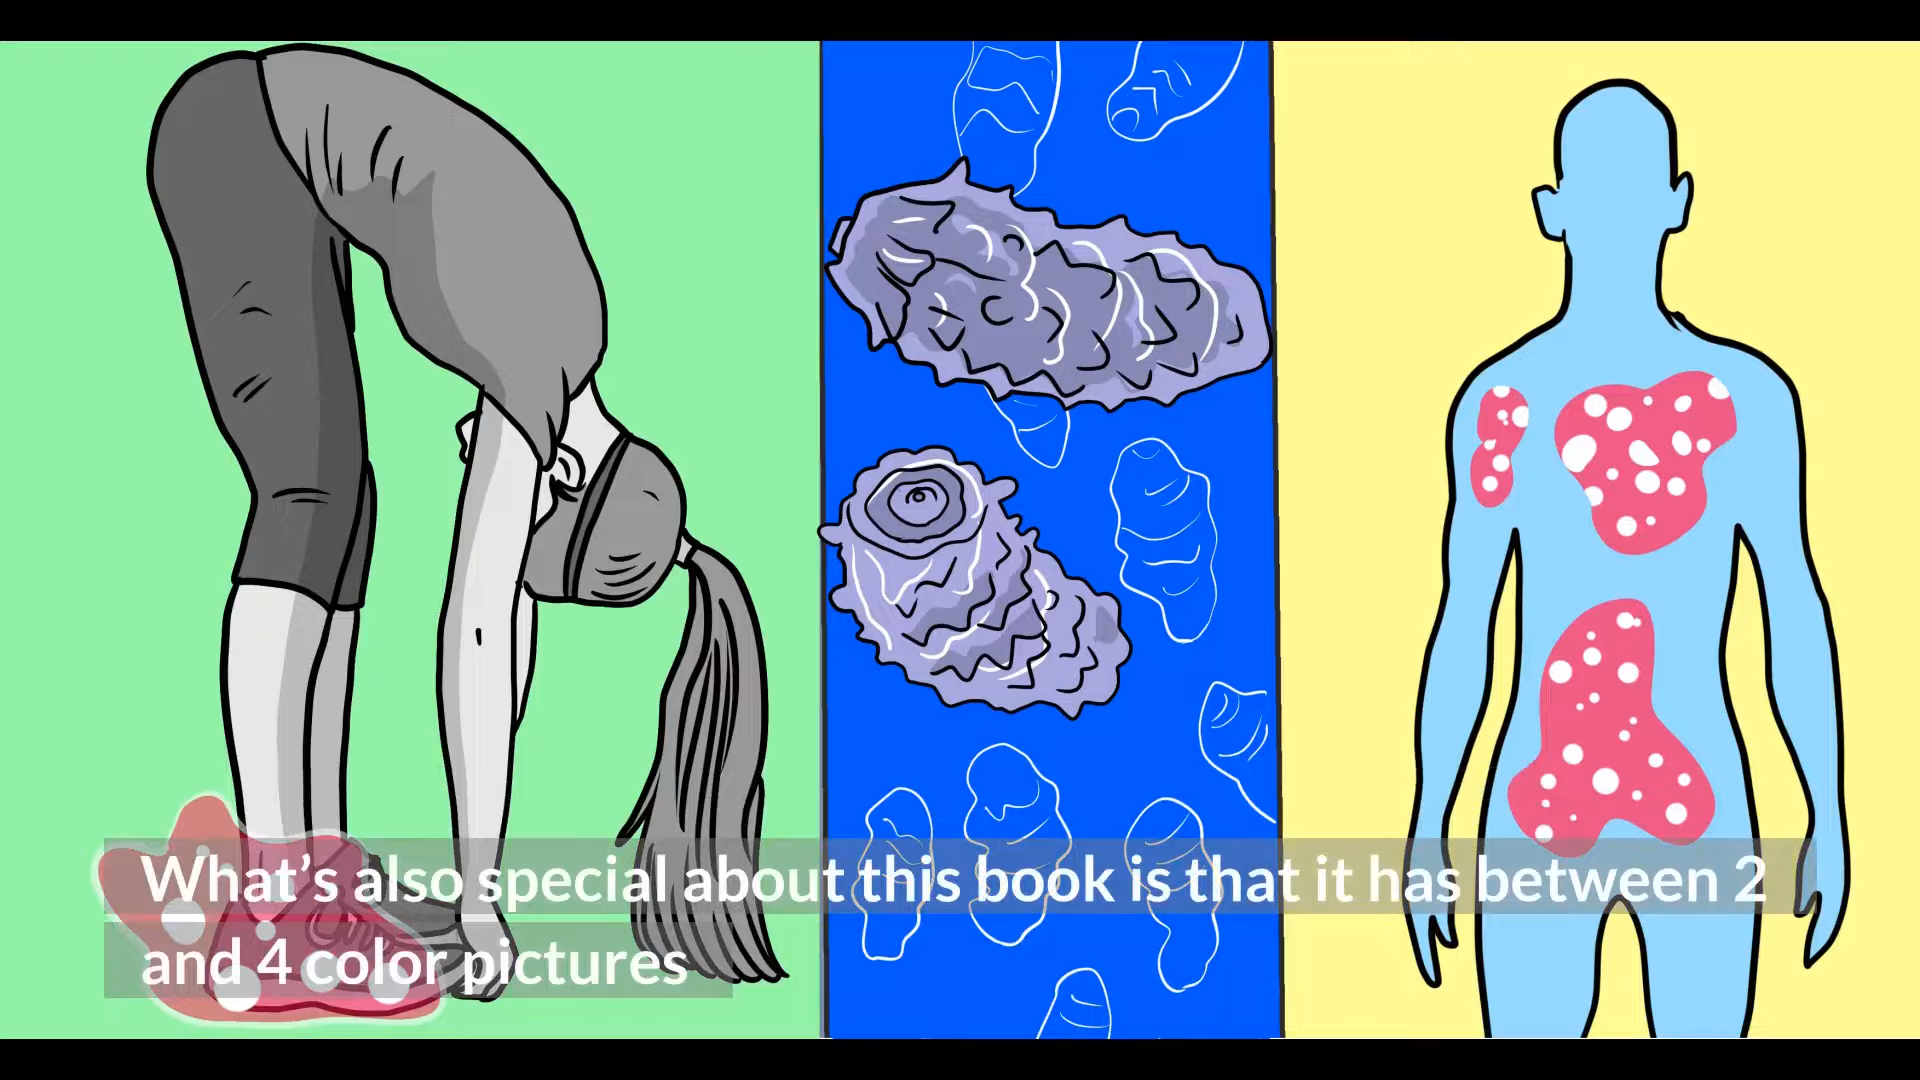 What’s also special about this book is that it has between 2
and 4 color pictures